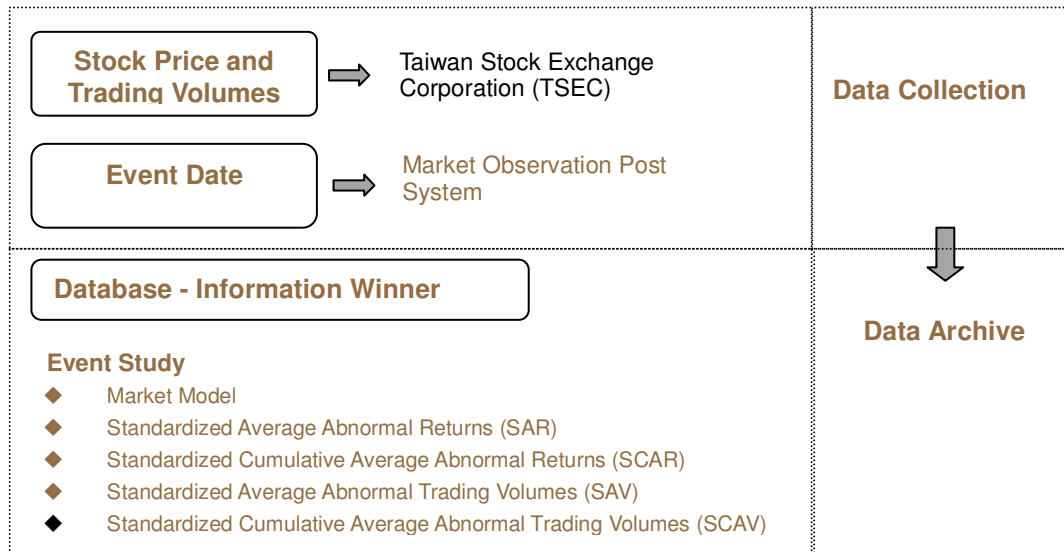 Stock Price and
Trading Volumes
Taiwan Stock Exchange
Corporation (TSEC)
Data Collection
Event Date
Market Observation Post
System
Database - Information Winner
Data Archive
Event Study
Market Model
Standardized Average Abnormal Returns (SAR)
Standardized Cumulative Average Abnormal Returns (SCAR)
Standardized Average Abnormal Trading Volumes (SAV)
Standardized Cumulative Average Abnormal Trading Volumes (SCAV)